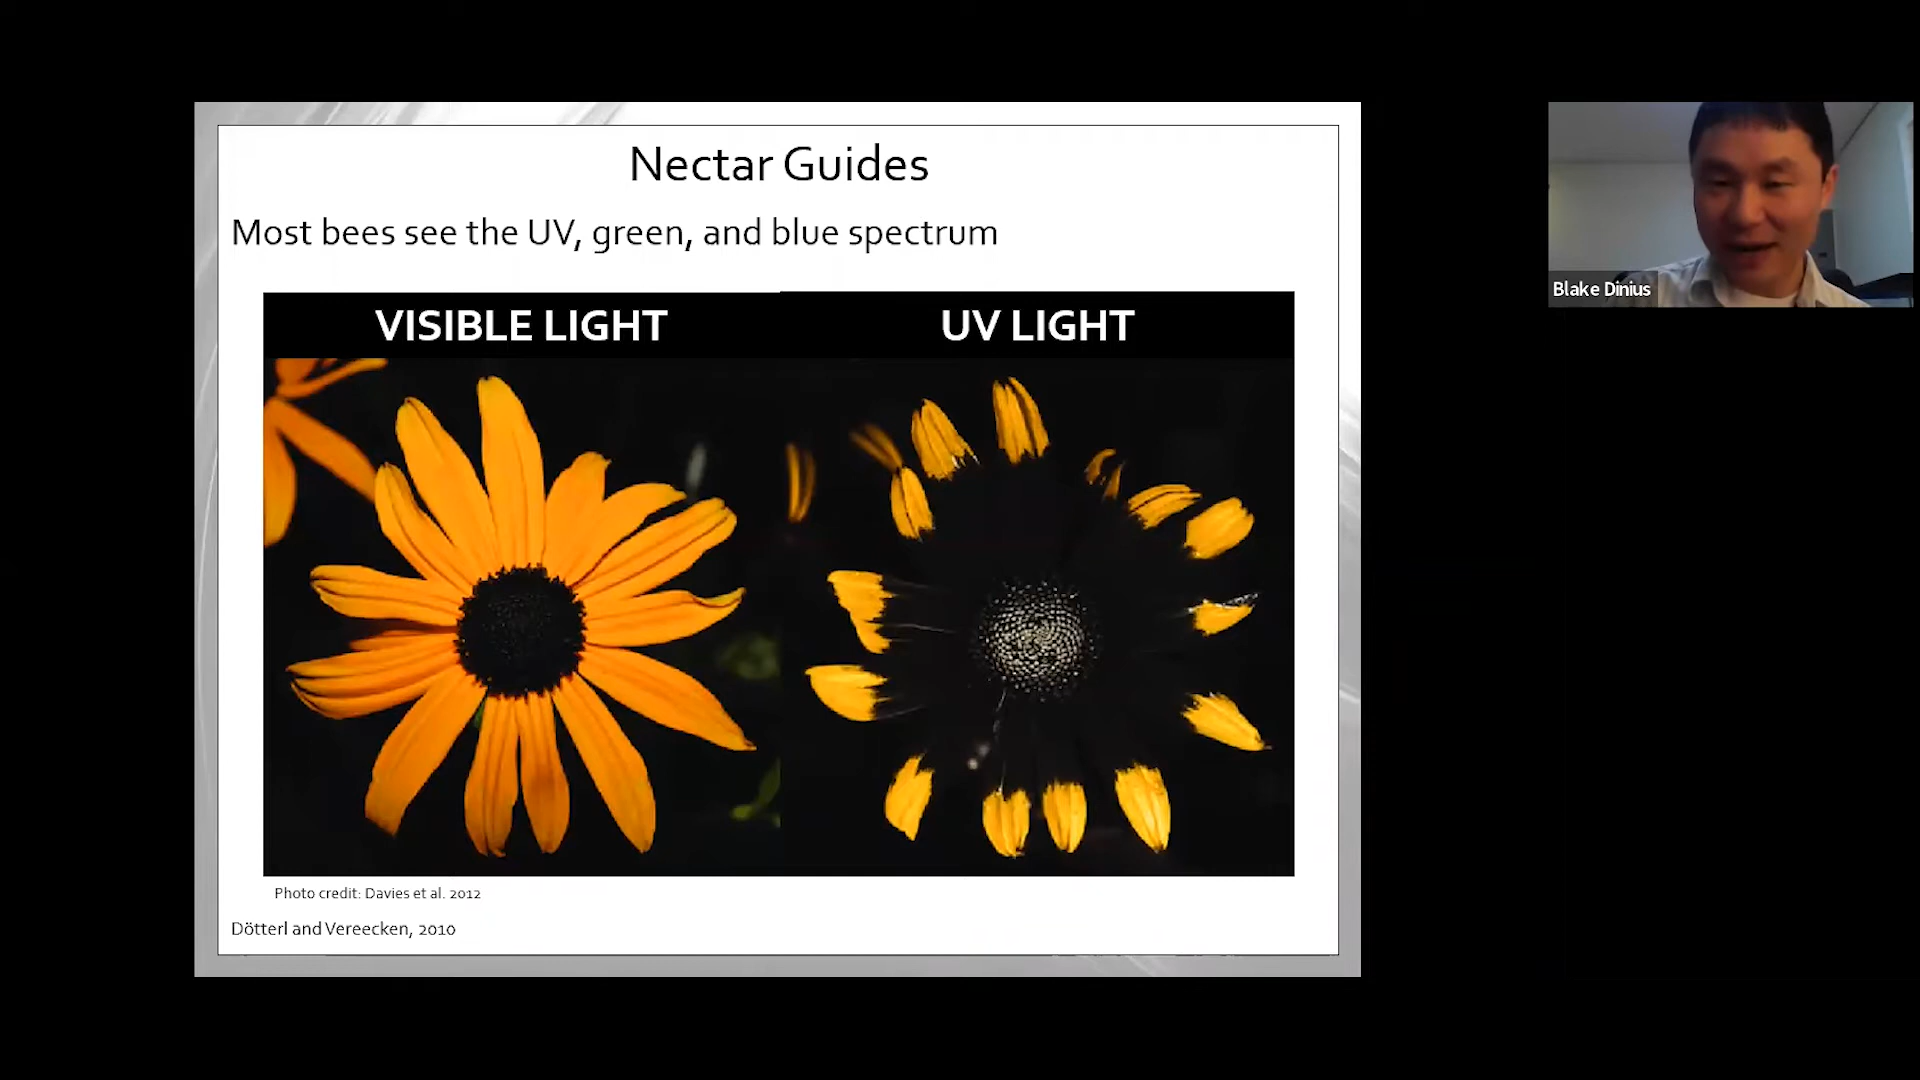 Nectar Guides
Most bees see the UV, green, and blue spectrum
VISIBLE LIGHT
UV LIGHT
Photo credit: Davies et al. 2012
Dötterl and Vereecken, 2010
Blake Dinius